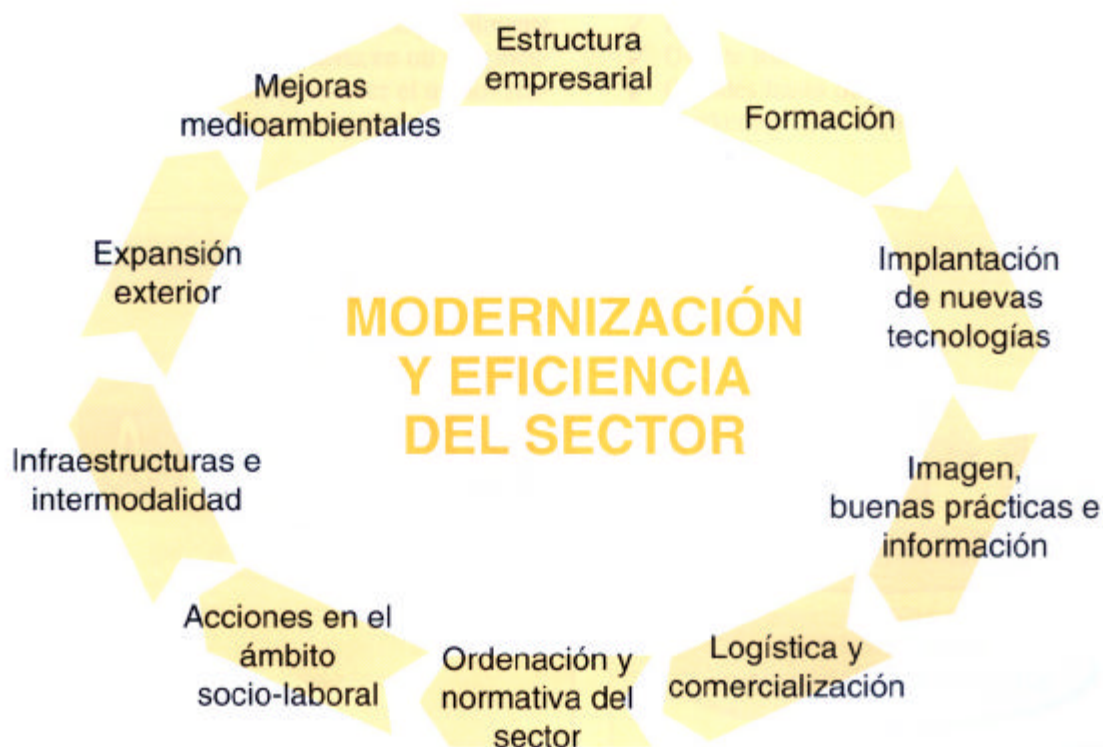 Estructura
empresarial
Formación
Implantación
de nuevas
tecnologías
Imagen,
buenas prácticas e
información
Logística y
comercialización
Ordenación y
normativa del
sector
Acciones en el
ámbito
socio-laboral
Infraestructuras e
intermodalidad
Expansión
exterior
Mejoras
medioambientales
MODERNIZACIÓN
Y EFICIENCIA
DEL SECTOR